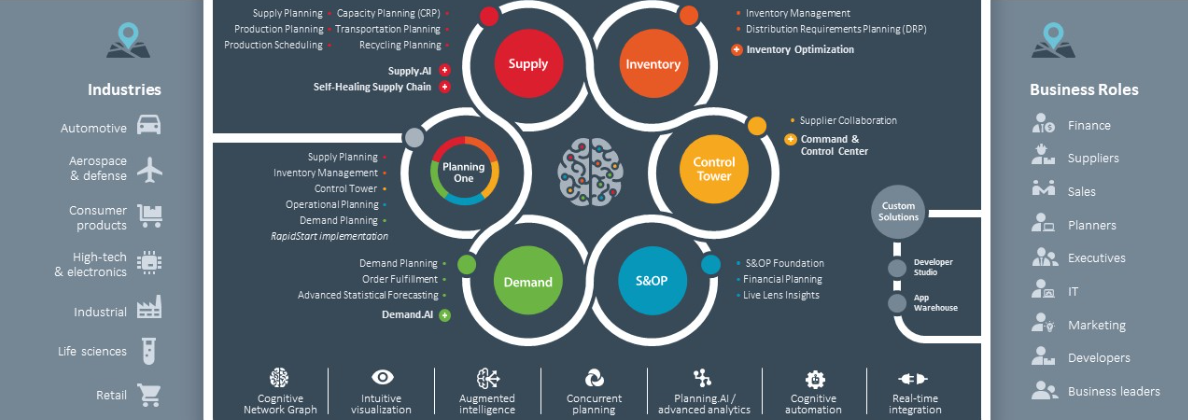 Industries
Automotive
Aerospace
& defense
Consumer
products
High-tech
& electronics
Industrial
Life sciences
Retail
Supply Planning • Capacity Planning (CRP) •
Production Planning • Transportation Planning •
Production Scheduling • Recycling Planning •
Supply.AI +
Self-Healing Supply Chain +
Supply
Inventory
• Inventory Management
• Distribution Requirements Planning (DRP)
+ Inventory Optimization
Planning
One
Supply Planning •
Inventory Management •
Control Tower •
Operational Planning •
Demand Planning •
RapidStart implementation
Control
Tower
• Supplier Collaboration
+ Command &
Control Center
Demand Planning •
Order Fulfillment •
Advanced Statistical Forecasting •
Demand.AI +
Demand
S&OP
• S&OP Foundation
• Financial Planning
• Live Lens Insights
Custom
Solutions
Developer
Studio
App
Warehouse
Cognitive
Network Graph
Intuitive
visualization
Augmented
intelligence
Concurrent
planning
Planning.AI /
advanced analytics
Cognitive
automation
Real-time
integration
Business Roles
Finance
Suppliers
Sales
Planners
Executives
IT
Marketing
Developers
Business leaders